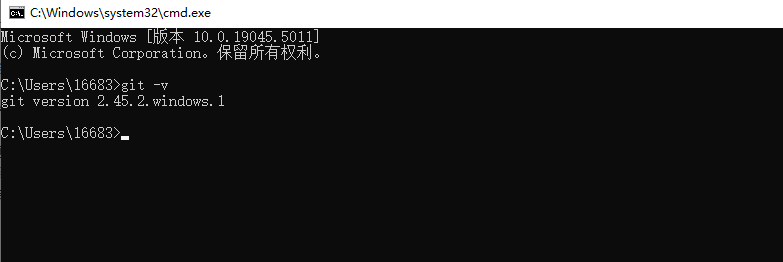 C:\Windows\system32\cmd.exe
Microsoft Windows [版本 10.0.19045.5011]
(c) Microsoft Corporation。保留所有权利。
C:\Users\16683>git -v
git version 2.45.2.windows.1
C:\Users\16683>